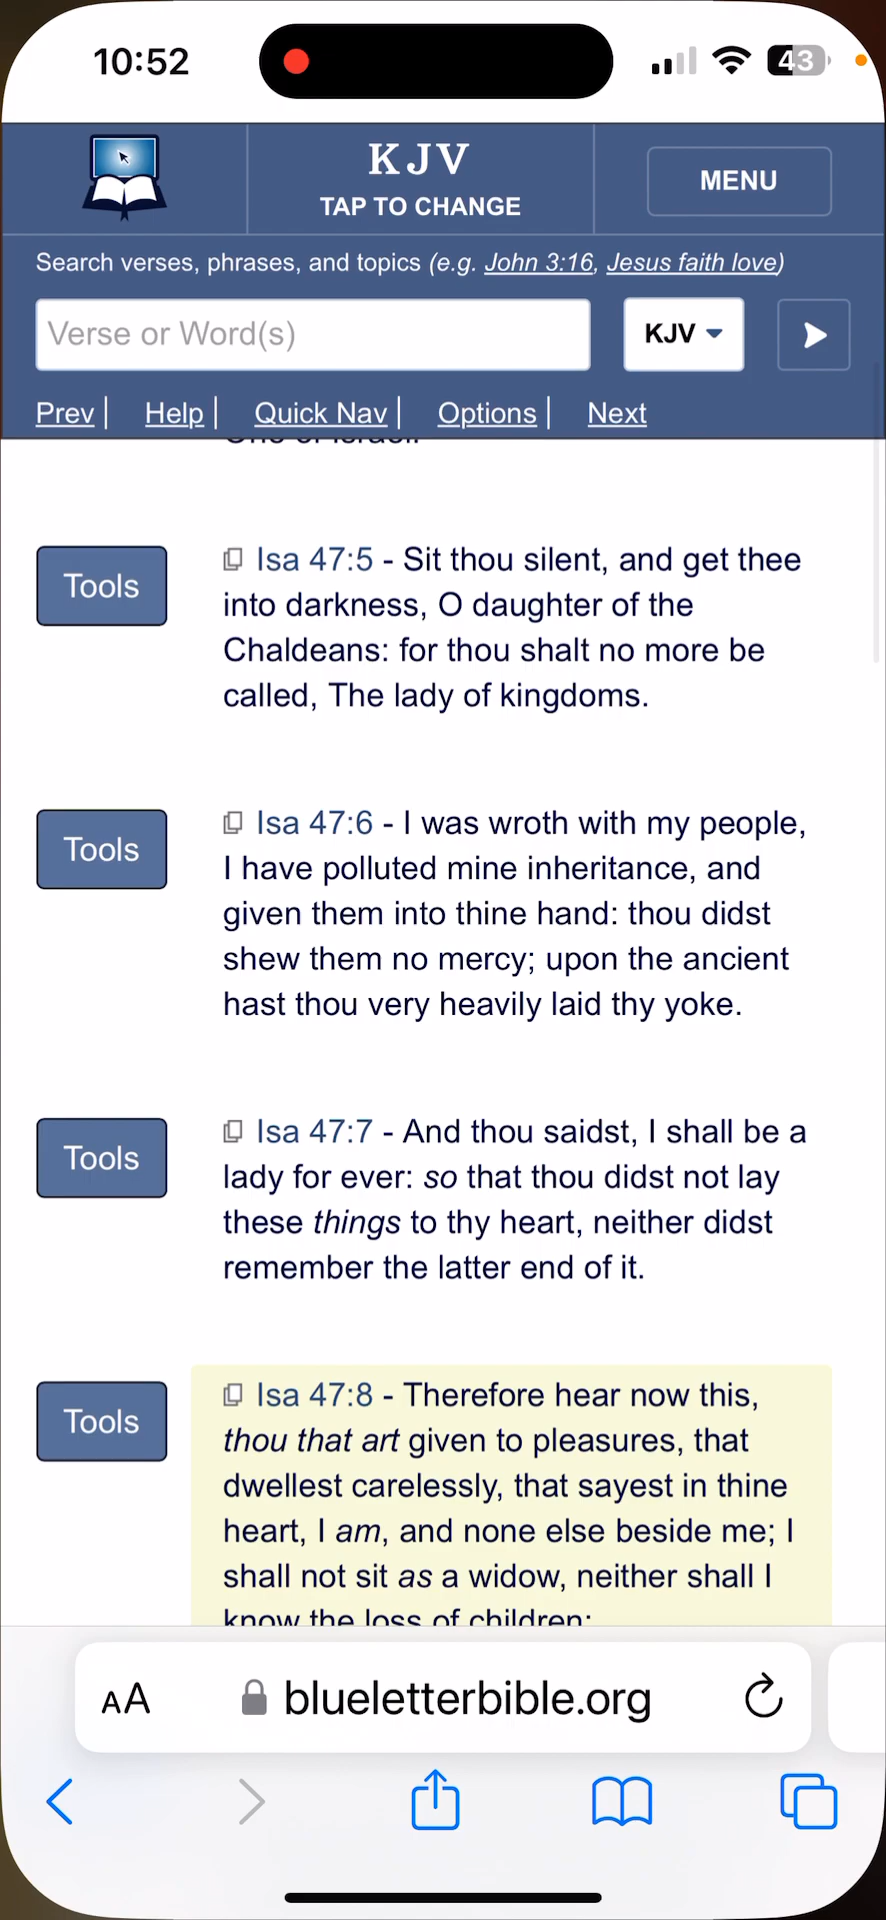 10:52
43
KJV
TAP TO CHANGE
MENU
Search verses, phrases, and topics (e.g. John 3:16, Jesus faith love)
Verse or Word(s)
KJV
Prev | Help | Quick Nav | Options | Next
One of Israel.
Tools
Isa 47:5 - Sit thou silent, and get thee
into darkness, O daughter of the
Chaldeans: for thou shalt no more be
called, The lady of kingdoms.
Tools
Isa 47:6 - I was wroth with my people,
I have polluted mine inheritance, and
given them into thine hand: thou didst
shew them no mercy; upon the ancient
hast thou very heavily laid thy yoke.
Tools
Isa 47:7 - And thou saidst, I shall be a
lady for ever: so that thou didst not lay
these things to thy heart, neither didst
remember the latter end of it.
Tools
Isa 47:8 - Therefore hear now this,
thou that art given to pleasures, that
dwellest carelessly, that sayest in thine
heart, I am, and none else beside me; I
shall not sit as a widow, neither shall I
know the loss of children:
AA blueletterbible.org